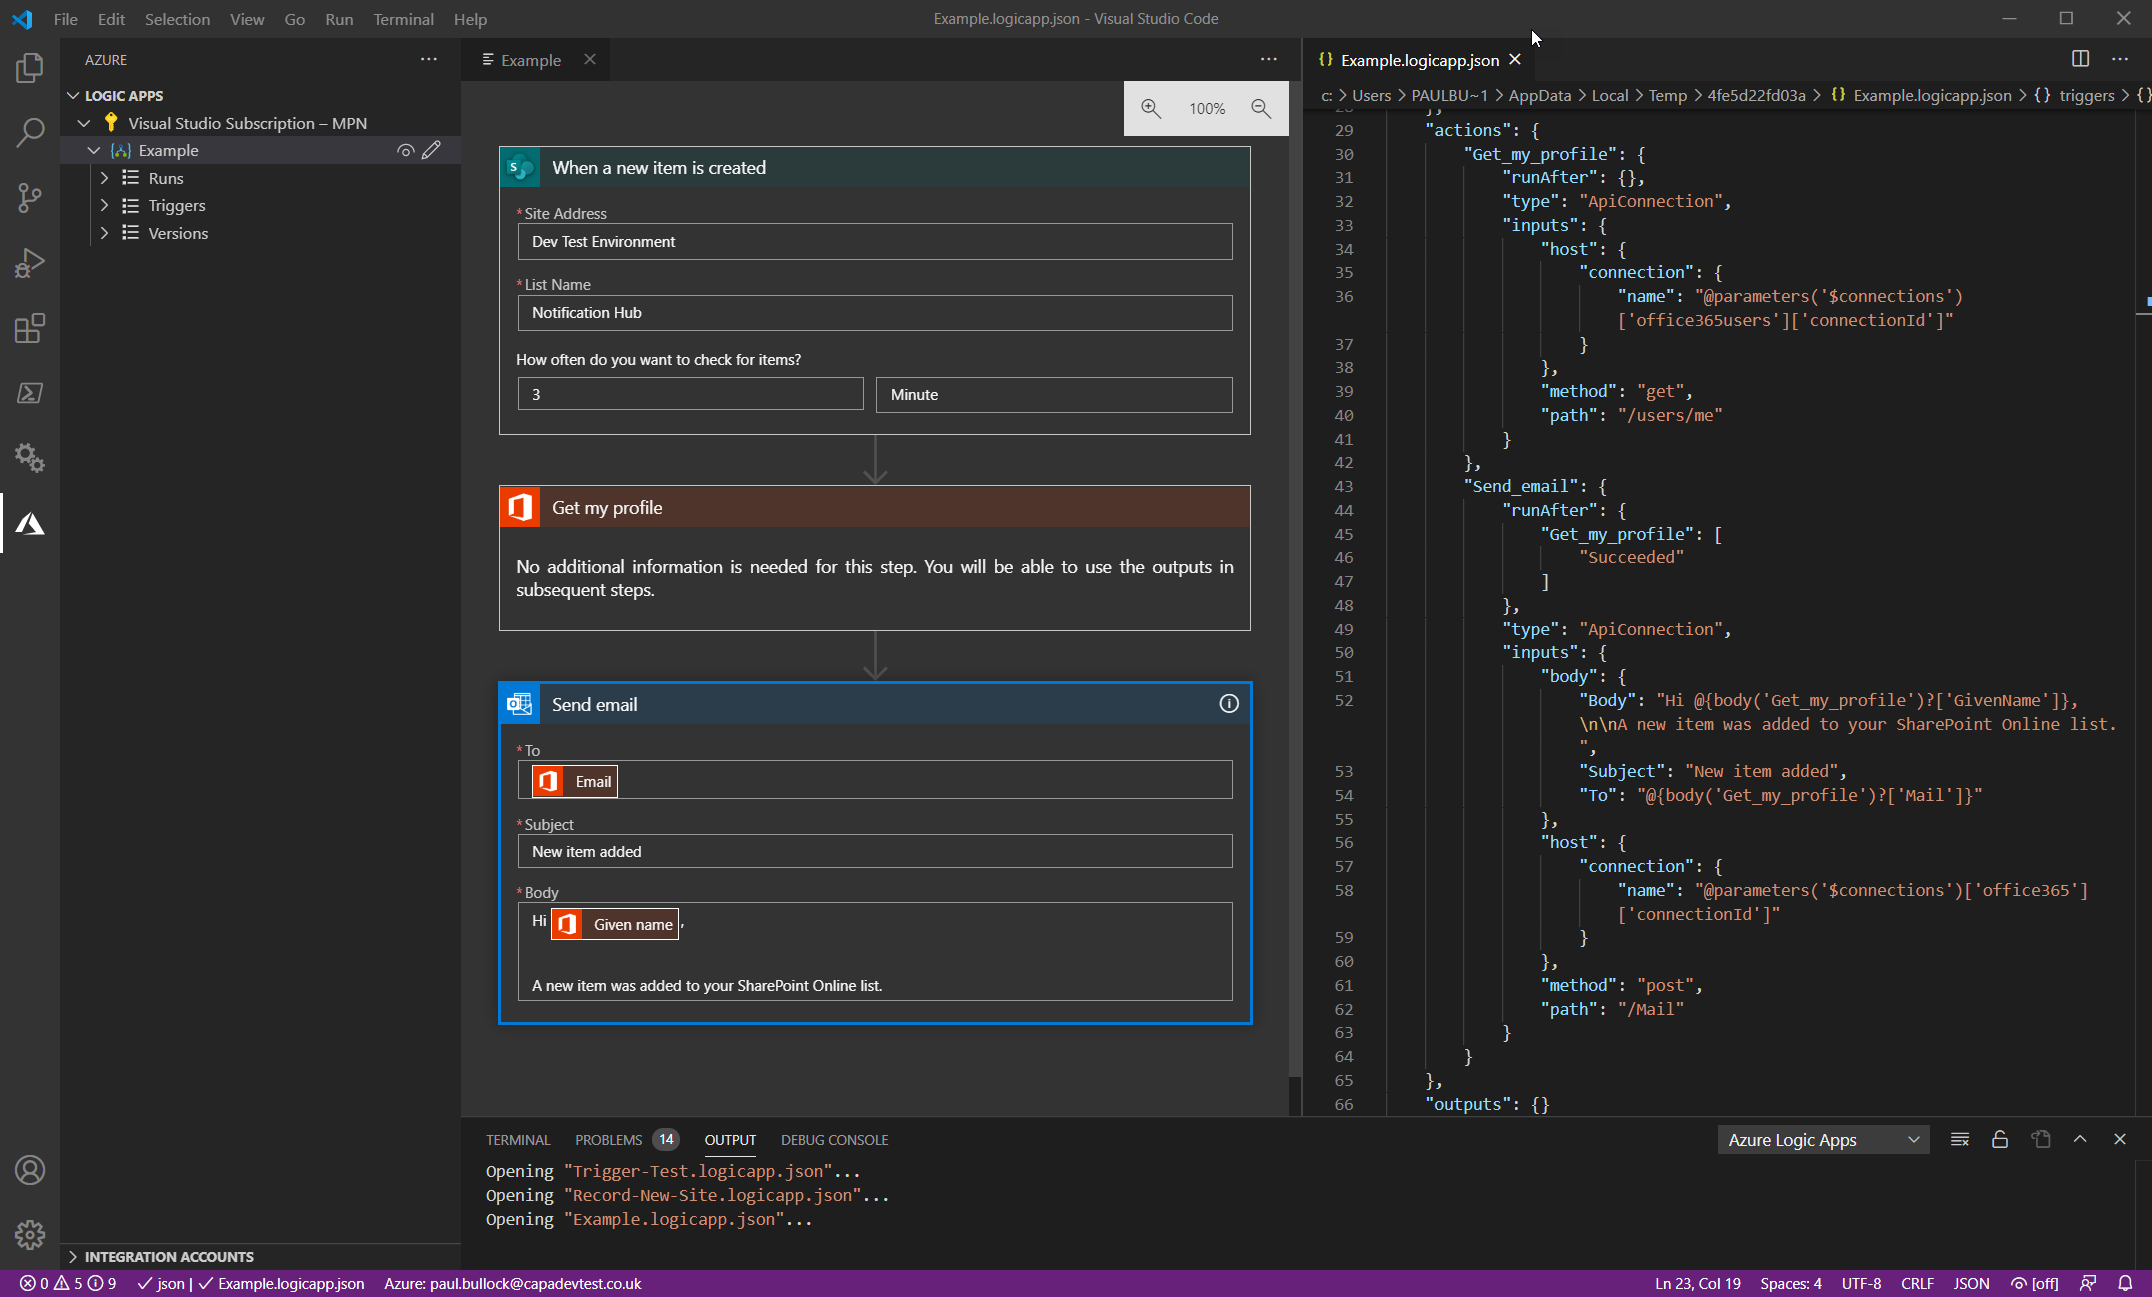 File Edit Selection View Go Run Terminal Help
Example.logicapp.json - Visual Studio Code
AZURE
LOGIC APPS
Visual Studio Subscription – MPN
Example
Runs
Triggers
Versions
INTEGRATION ACCOUNTS
Example
100%
When a new item is created
* Site Address
Dev Test Environment
* List Name
Notification Hub
How often do you want to check for items?
3
Minute
Get my profile
No additional information is needed for this step. You will be able to use the outputs in
subsequent steps.
Send email
* To
Email
* Subject
New item added
* Body
Hi Given name ,
A new item was added to your SharePoint Online list.
{} Example.logicapp.json
c: > Users > PAULBU~1 > AppData > Local > Temp > 4fe5d22fd03a > {} Example.logicapp.json > {} triggers > {}
29 "actions": {
30 "Get_my_profile": {
31 "runAfter": {},
32 "type": "ApiConnection",
33 "inputs": {
34 "host": {
35 "connection": {
36 "name": "@parameters('$connections')
['office365users']['connectionId']"
37 }
38 },
39 "method": "get",
40 "path": "/users/me"
41 }
42 },
43 "Send_email": {
44 "runAfter": {
45 "Get_my_profile": [
46 "Succeeded"
47 ]
48 },
49 "type": "ApiConnection",
50 "inputs": {
51 "body": {
52 "Body": "Hi @{body('Get_my_profile')?['GivenName']},
\n\nA new item was added to your SharePoint Online list.
",
53 "Subject": "New item added",
54 "To": "@{body('Get_my_profile')?['Mail']}"
55 },
56 "host": {
57 "connection": {
58 "name": "@parameters('$connections')['office365']
['connectionId']"
59 }
60 },
61 "method": "post",
62 "path": "/Mail"
63 }
64 }
65 },
66 "outputs": {}
TERMINAL PROBLEMS 14 OUTPUT DEBUG CONSOLE
Azure Logic Apps
Opening "Trigger-Test.logicapp.json"...
Opening "Record-New-Site.logicapp.json"...
Opening "Example.logicapp.json"...
0 5 9 json | Example.logicapp.json Azure: paul.bullock@capadevtest.co.uk
Ln 23, Col 19 Spaces: 4 UTF-8 CRLF JSON [off]